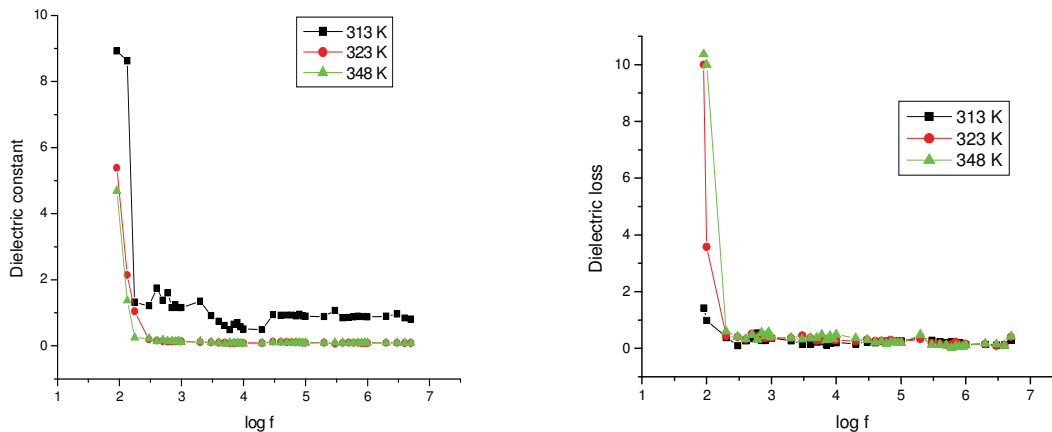 10
8
6
4
2
0
Dielectric constant
313 K
323 K
348 K
1 2 3 4 5 6 7
log f
10
8
6
4
2
0
Dielectric loss
313 K
323 K
348 K
1 2 3 4 5 6 7
log f